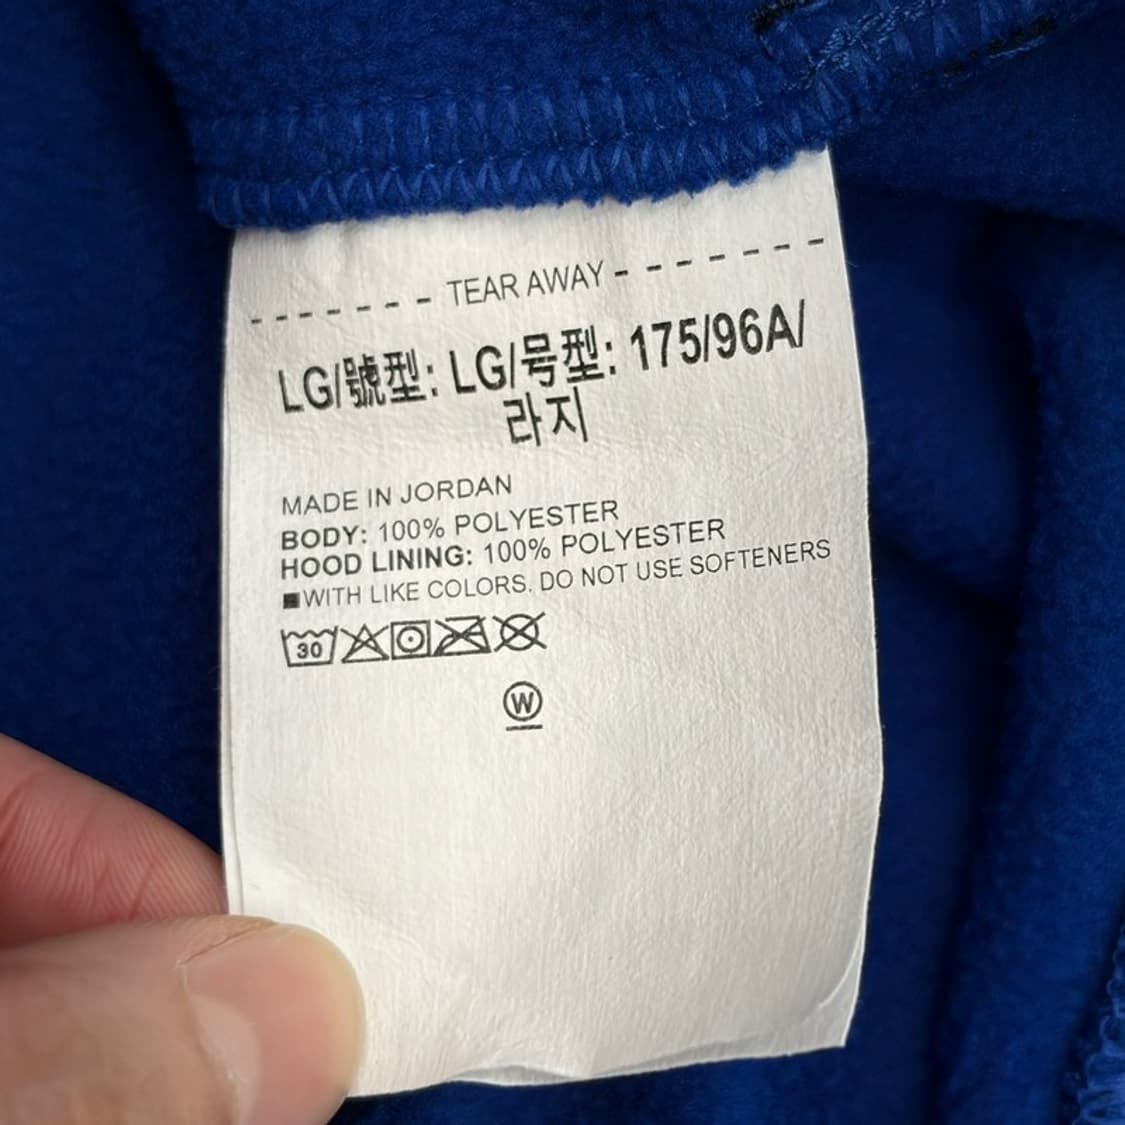 ------- TEAR AWAY -------
LG/號型: LG/号型: 175/96A/
라지
MADE IN JORDAN
BODY: 100% POLYESTER
HOOD LINING: 100% POLYESTER
■WITH LIKE COLORS. DO NOT USE SOFTENERS
30
W